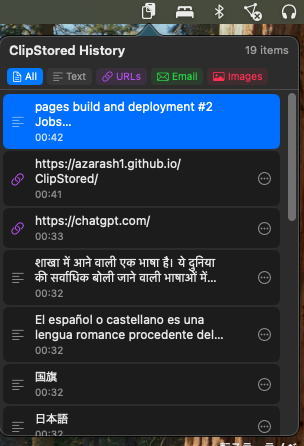 ClipStored History
19 items
All
Text
URLs
Email
Images
pages build and deployment #2
Jobs...
00:42
https://azarash1.github.io/
ClipStored/
00:41
https://chatgpt.com/
00:33
शाखा में आने वाली एक भाषा है। ये दुनिया
की सर्वाधिक बोली जाने वाली भाषाओं में...
00:32
El español o castellano es una
lengua romance procedente del...
00:32
国旗
00:32
日本語
00:32